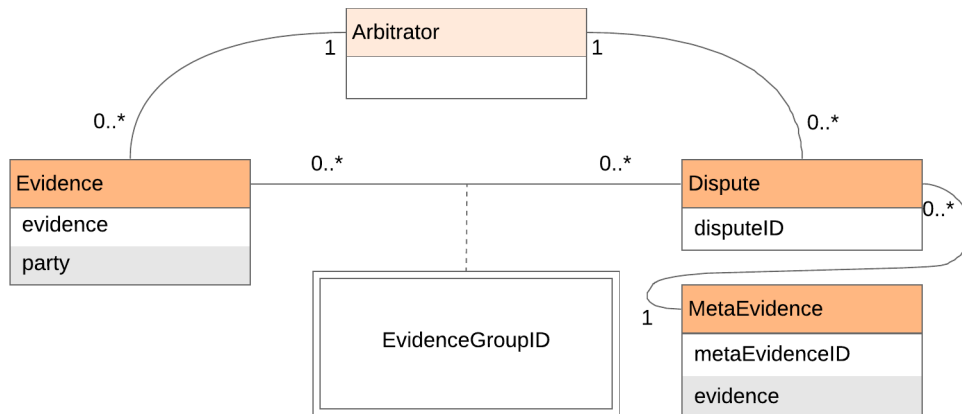 Arbitrator
1
1
0..*
0..*
0..*
0..*
Evidence
evidence
party
Dispute
disputeID
0..*
EvidenceGroupID
1
MetaEvidence
metaEvidenceID
evidence